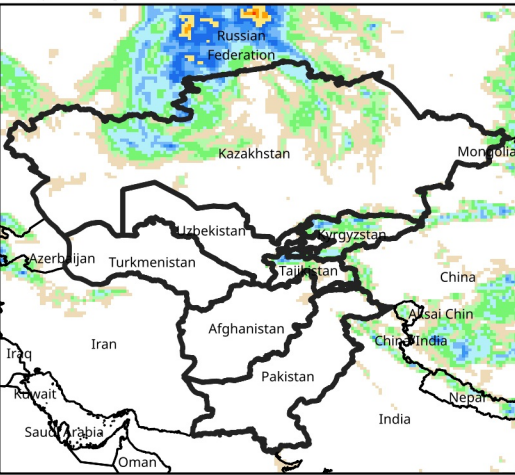 Russian
Federation
Kazakhstan
Mongolia
Uzbekistan
Kyrgyzstan
Azerbaijan
Turkmenistan
Tajikistan
China
Aksai Chin
Afghanistan
China/India
Iran
Iraq
Pakistan
Kuwait
Nepal
India
Saudi Arabia
Oman